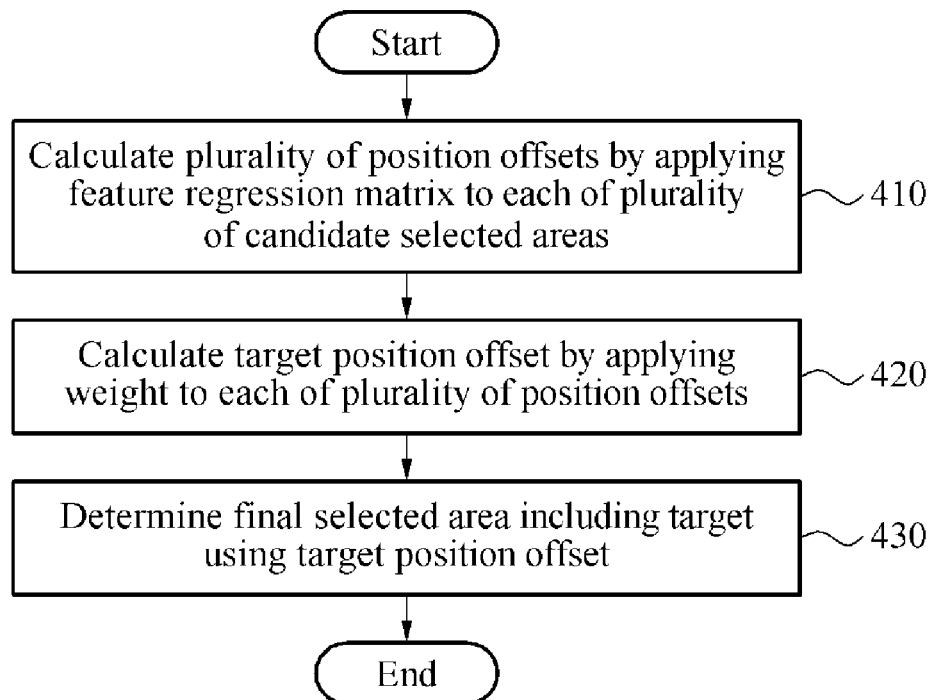 Start
Calculate plurality of position offsets by applying
feature regression matrix to each of plurality
of candidate selected areas
410
Calculate target position offset by applying
weight to each of plurality of position offsets
420
Determine final selected area including target
using target position offset
430
End